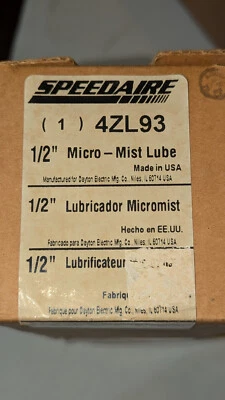 SPEEDAIRE
( 1 ) 4ZL93
1/2" Micro-Mist Lube
Made in USA
Manufactured for Dayton Electric Mfg. Co., Niles, IL 60714 USA
1/2" Lubricador Micromist
Hecho en EE.UU.
Fabricado para Dayton Electric Mfg. Co., Niles, IL 60714 USA
1/2" Lubrificateur
Fabriqu
Fabrique pour Dayton Electric Mfg. Co., Niles, IL 60714 USA